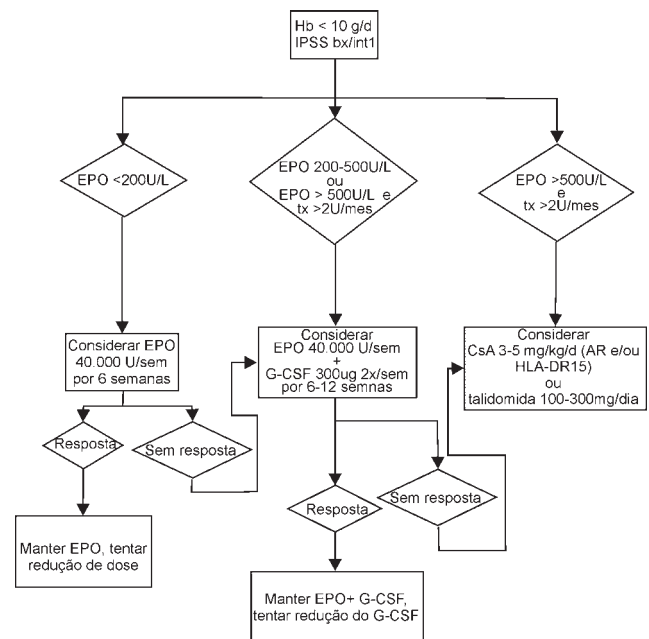 Hb < 10 g/d
IPSS bx/int1
EPO <200U/L
EPO 200-500U/L
ou
EPO > 500U/L e
tx >2U/mes
EPO >500U/L
e
tx >2U/mes
Considerar EPO
40.000 U/sem
por 6 semanas
Considerar
EPO 40.000 U/sem
+
G-CSF 300ug 2x/sem
por 6-12 semnas
Considerar
CsA 3-5 mg/kg/d (AR e/ou
HLA-DR15)
ou
talidomida 100-300mg/dia
Resposta
Sem resposta
Resposta
Sem resposta
Manter EPO, tentar
redução de dose
Manter EPO+ G-CSF,
tentar redução do G-CSF